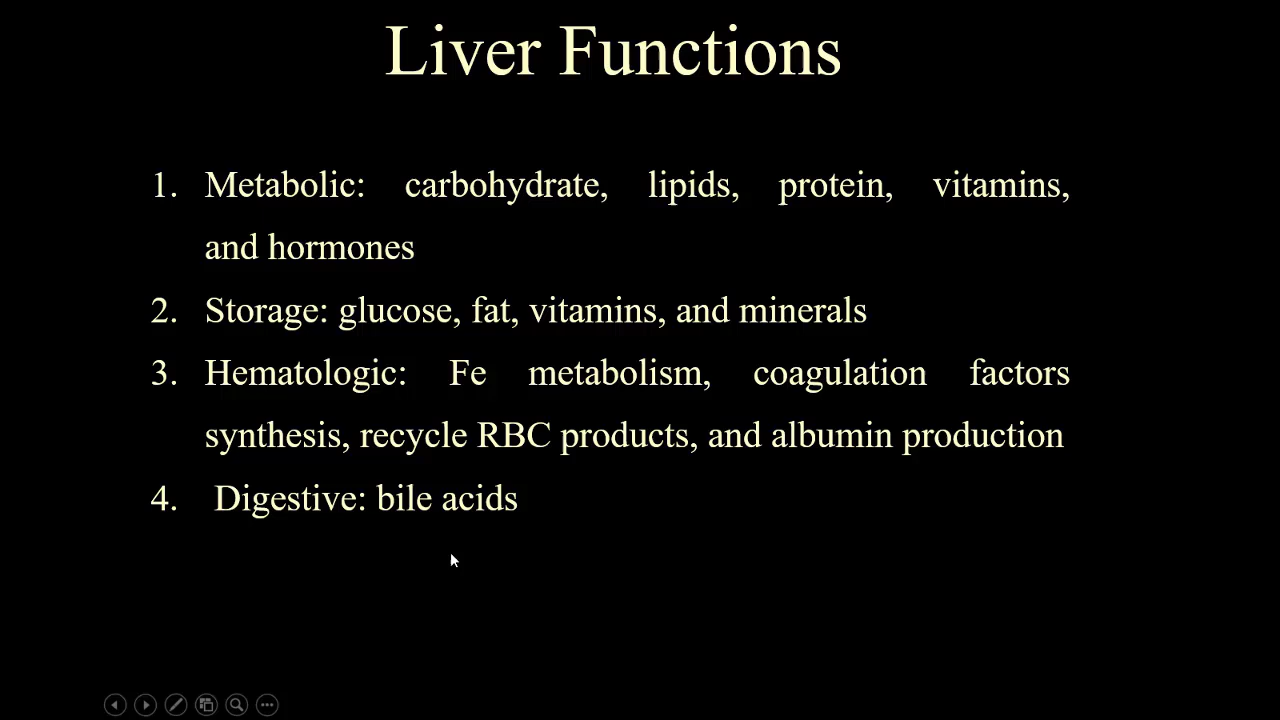 Liver Functions
1. Metabolic: carbohydrate, lipids, protein, vitamins,
and hormones
2. Storage: glucose, fat, vitamins, and minerals
3. Hematologic: Fe metabolism, coagulation factors
synthesis, recycle RBC products, and albumin production
4. Digestive: bile acids